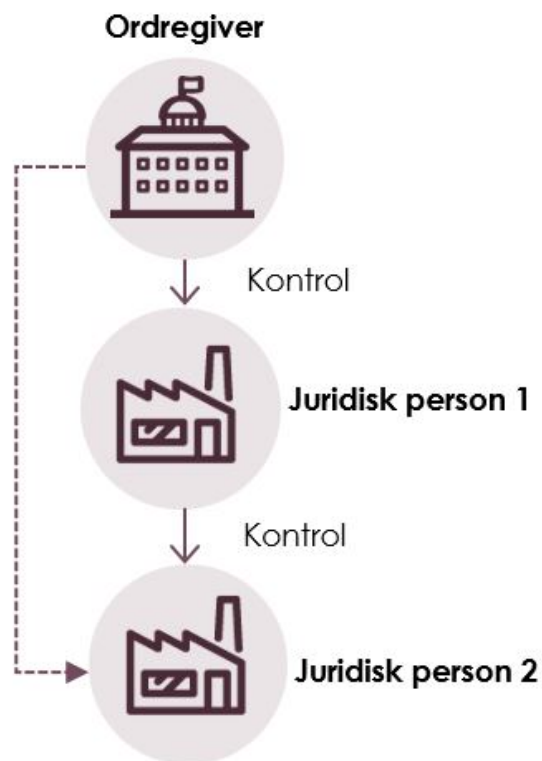 Ordregiver
Kontrol
Juridisk person 1
Kontrol
Juridisk person 2